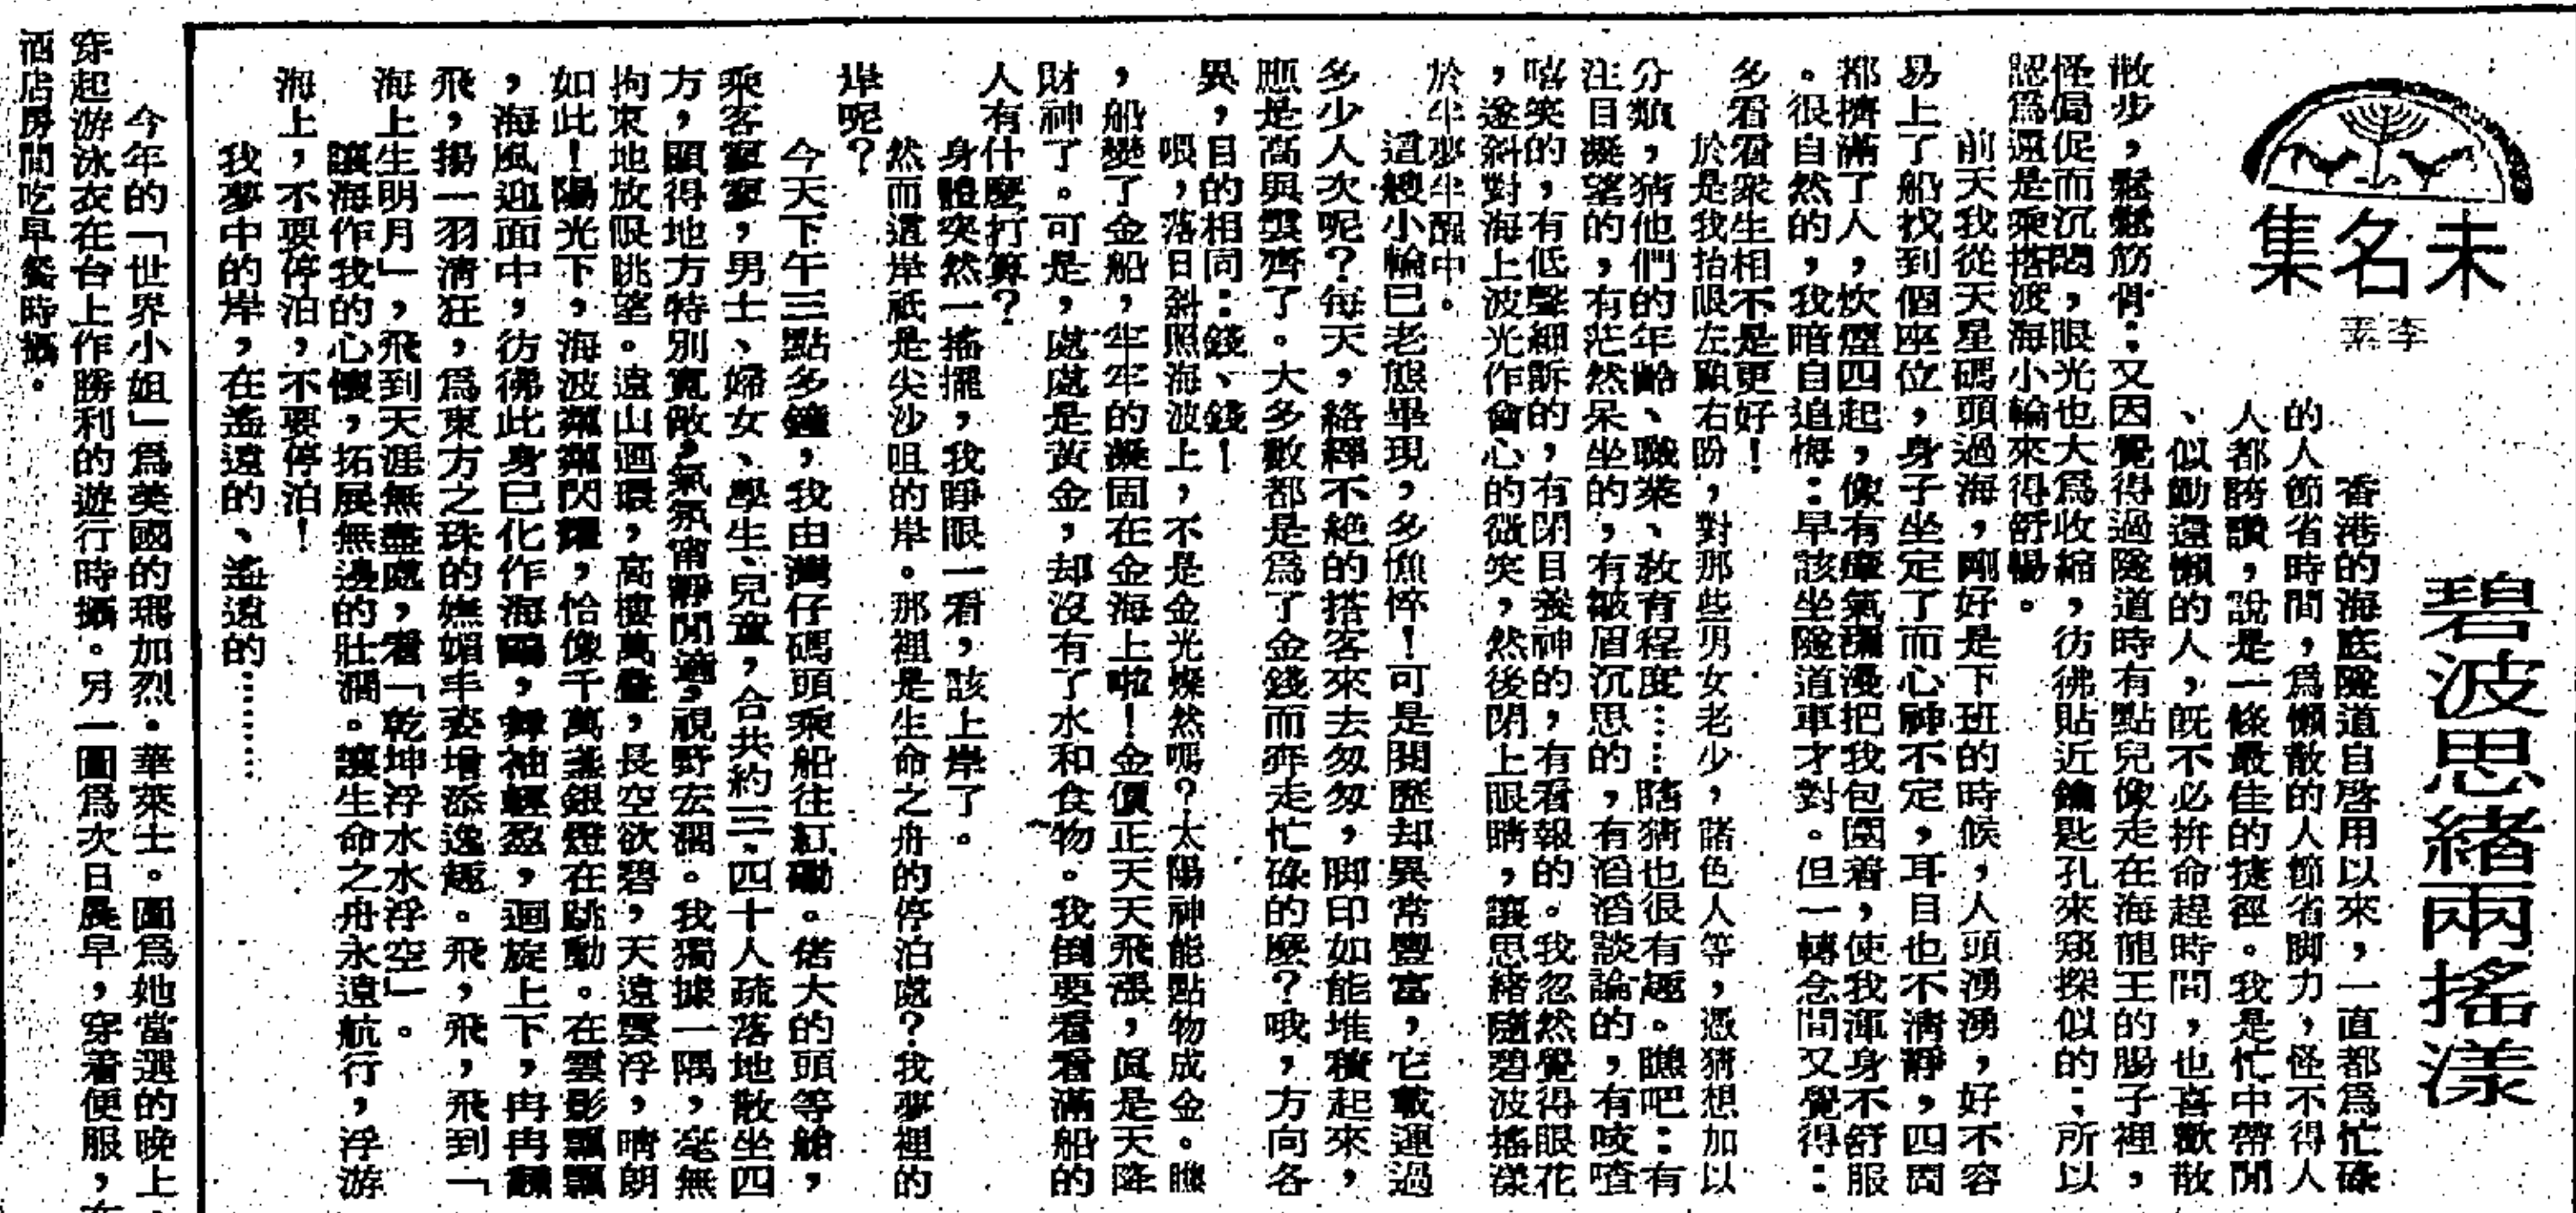 未名集
李素
碧波思緒兩搖漾
香港的海底隧道自啓用以來，一直都爲忙碌
的人節省時間，爲懶散的人節省脚力，怪不得人
人都誇讚，說是一條最佳的捷徑。我是忙中帶閒
、似勤還懶的人，旣不必拚命趕時間，也喜歡散
散步，鬆鬆筋骨；又因覺得過隧道時有點兒像走在海龍王的腸子裡，
怪侷促而沉悶，眼光也大爲收縮，彷彿貼近鑰匙孔來窺探似的；所以
認爲還是乘搭渡海小輪來得舒暢。
前天我從天星碼頭過海，剛好是下班的時候，人頭湧湧，好不容
易上了船找到個座位，身子坐定了而心神不定，耳目也不淸靜，四周
都擠滿了人，炊煙四起，像有瘴氣瀰漫把我包圍着，使我渾身不舒服
。很自然的，我暗自追悔：早該坐隧道車才對。但一轉念間又覺得：
多看看衆生相不是更好！
於是我抬眼左顧右盼，對那些男女老少，諸色人等，憑猜想加以
分類，猜他們的年齡、職業、敎育程度……瞎猜也很有趣。瞧吧：有
注目凝望的，有茫然呆坐的，有皺眉沉思的，有滔滔談論的，有吱喳
嘻笑的，有低聲細訴的，有閉目養神的，有看報的。我忽然覺得眼花
，遂斜對海上波光作會心的微笑，然後閉上眼睛，讓思緒隨碧波搖漾
於半夢半醒中。
這艘小輪已老態畢現，多憔悴！可是閱歷却異常豐富，它載運過
多少人次呢？每天，絡繹不絶的搭客來去匆匆，脚印如能堆積起來，
應是高與雲齊了。大多數都是爲了金錢而奔走忙碌的麽？哦，方向各
異，目的相同：錢、錢！
喂，落日斜照海波上，不是金光燦然嗎？太陽神能點物成金。瞧
，船變了金船，牢牢的凝固在金海上啦！金價正天天飛漲，眞是天降
財神了。可是，處處是黃金，却沒有了水和食物。我倒要看看滿船的
人有什麽打算？
身體突然一搖擺，我睜眼一看，該上岸了。
然而這岸祇是尖沙咀的岸。那裡是生命之舟的停泊處？我夢裡的
岸呢？
今天下午三點多鐘，我由灣仔碼頭乘船往紅磡。偌大的頭等艙，
乘客寥寥，男士、婦女、學生、兒童，合共約三、四十人疏落地散坐四
方，顯得地方特別寬敞，氣氛甯靜閒適，視野宏濶。我獨據一隅，毫無
拘束地放眼眺望。遠山迴環，高樓萬叠，長空欲碧，天遠雲浮，晴朗
如此！陽光下，海波粼粼閃耀，恰像千萬盞銀燈在跳動。在雲影飄飄
，海風迎面中，彷彿此身已化作海鷗，舞袖輕盈，迴旋上下，冉冉翩
飛，揚一羽淸狂，爲東方之珠的嫵媚丰姿增添逸趣。飛，飛，飛到「
海上生明月」，飛到天涯無盡處，看「乾坤浮水水浮空」。
讓海作我的心懷，拓展無邊的壯濶。讓生命之舟永遠航行，浮游
海上，不要停泊，不要停泊！
我夢中的岸，在遙遠的、遙遠的………
今年的「世界小姐」爲美國的瑪加烈・華萊士。圖爲她當選的晚上，
穿起游泳衣在台上作勝利的遊行時攝。另一圖爲次日晨早，穿着便服，在
酒店房間吃早餐時攝。